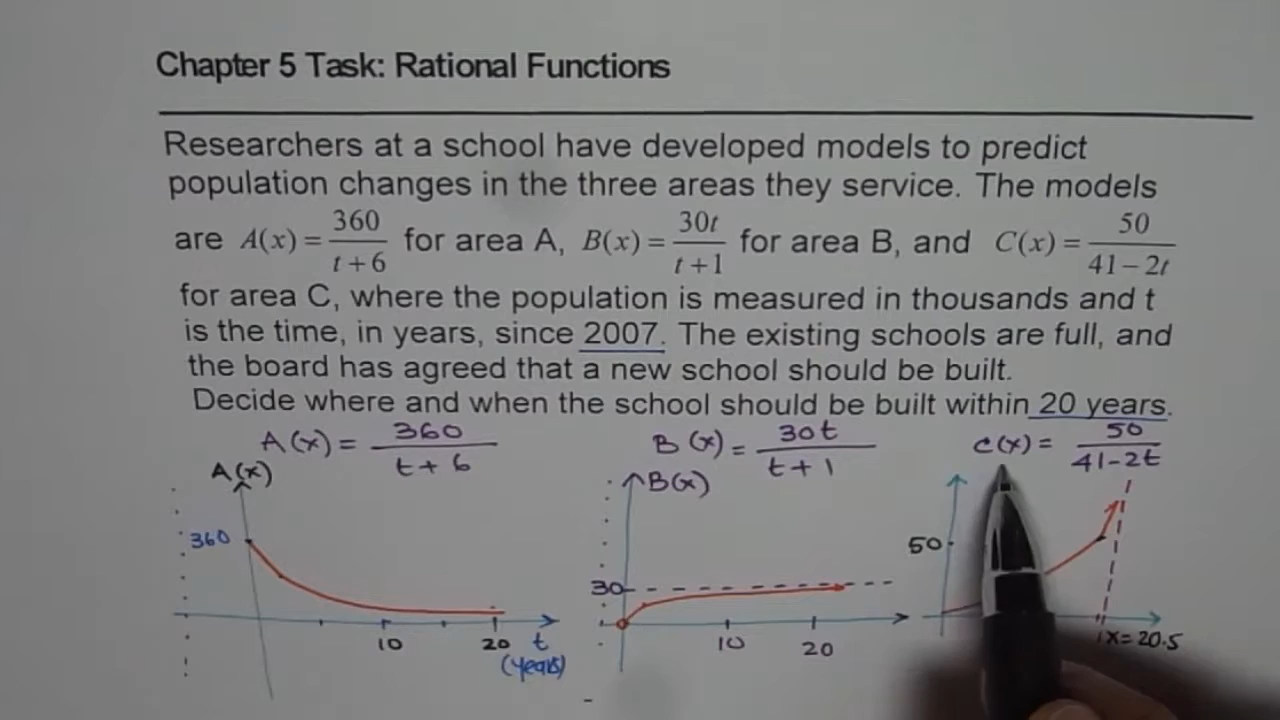 Chapter 5 Task: Rational Functions
Researchers at a school have developed models to predict
population changes in the three areas they service. The models
are A(x) = 360/(t+6) for area A, B(x) = 30t/(t+1) for area B, and C(x) = 50/(41−2t)
for area C, where the population is measured in thousands and t
is the time, in years, since 2007. The existing schools are full, and
the board has agreed that a new school should be built.
Decide where and when the school should be built within 20 years.
A(x) = 360/(t+6)
B(x) = 30t/(t+1)
C(x) = 50/(41-2t)
A(x)
360
10
20
t
(years)
B(x)
30
10
20
50
x=20.5